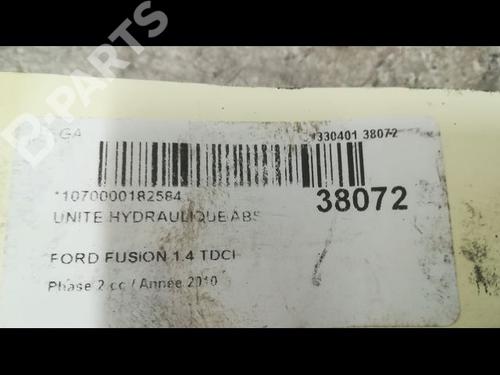 B-PARTS
GA
330401 38072
*1070000182584
38072
UNITE HYDRAULIQUE ABS
FORD FUSION 1.4 TDCI
Phase 2 cc / Année 2010